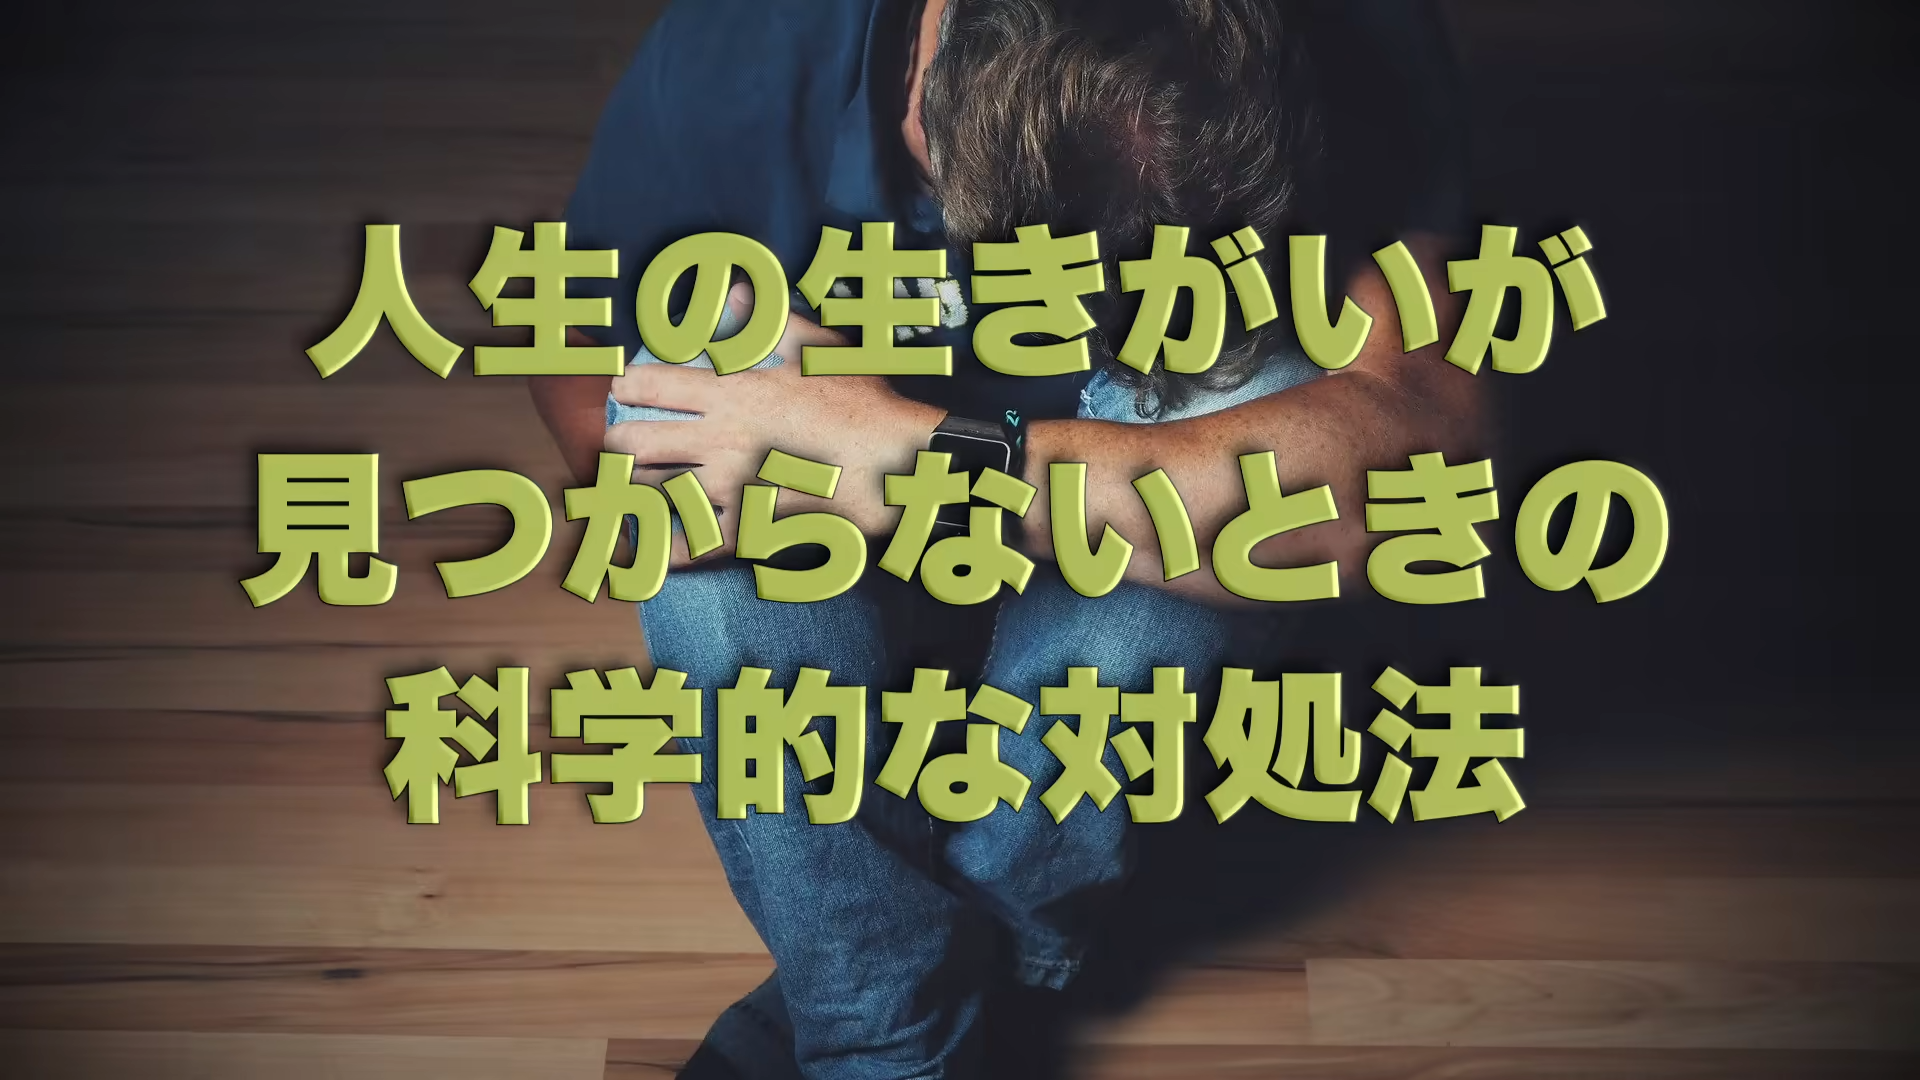 人生の生きがいが
見つからないときの
科学的な対処法